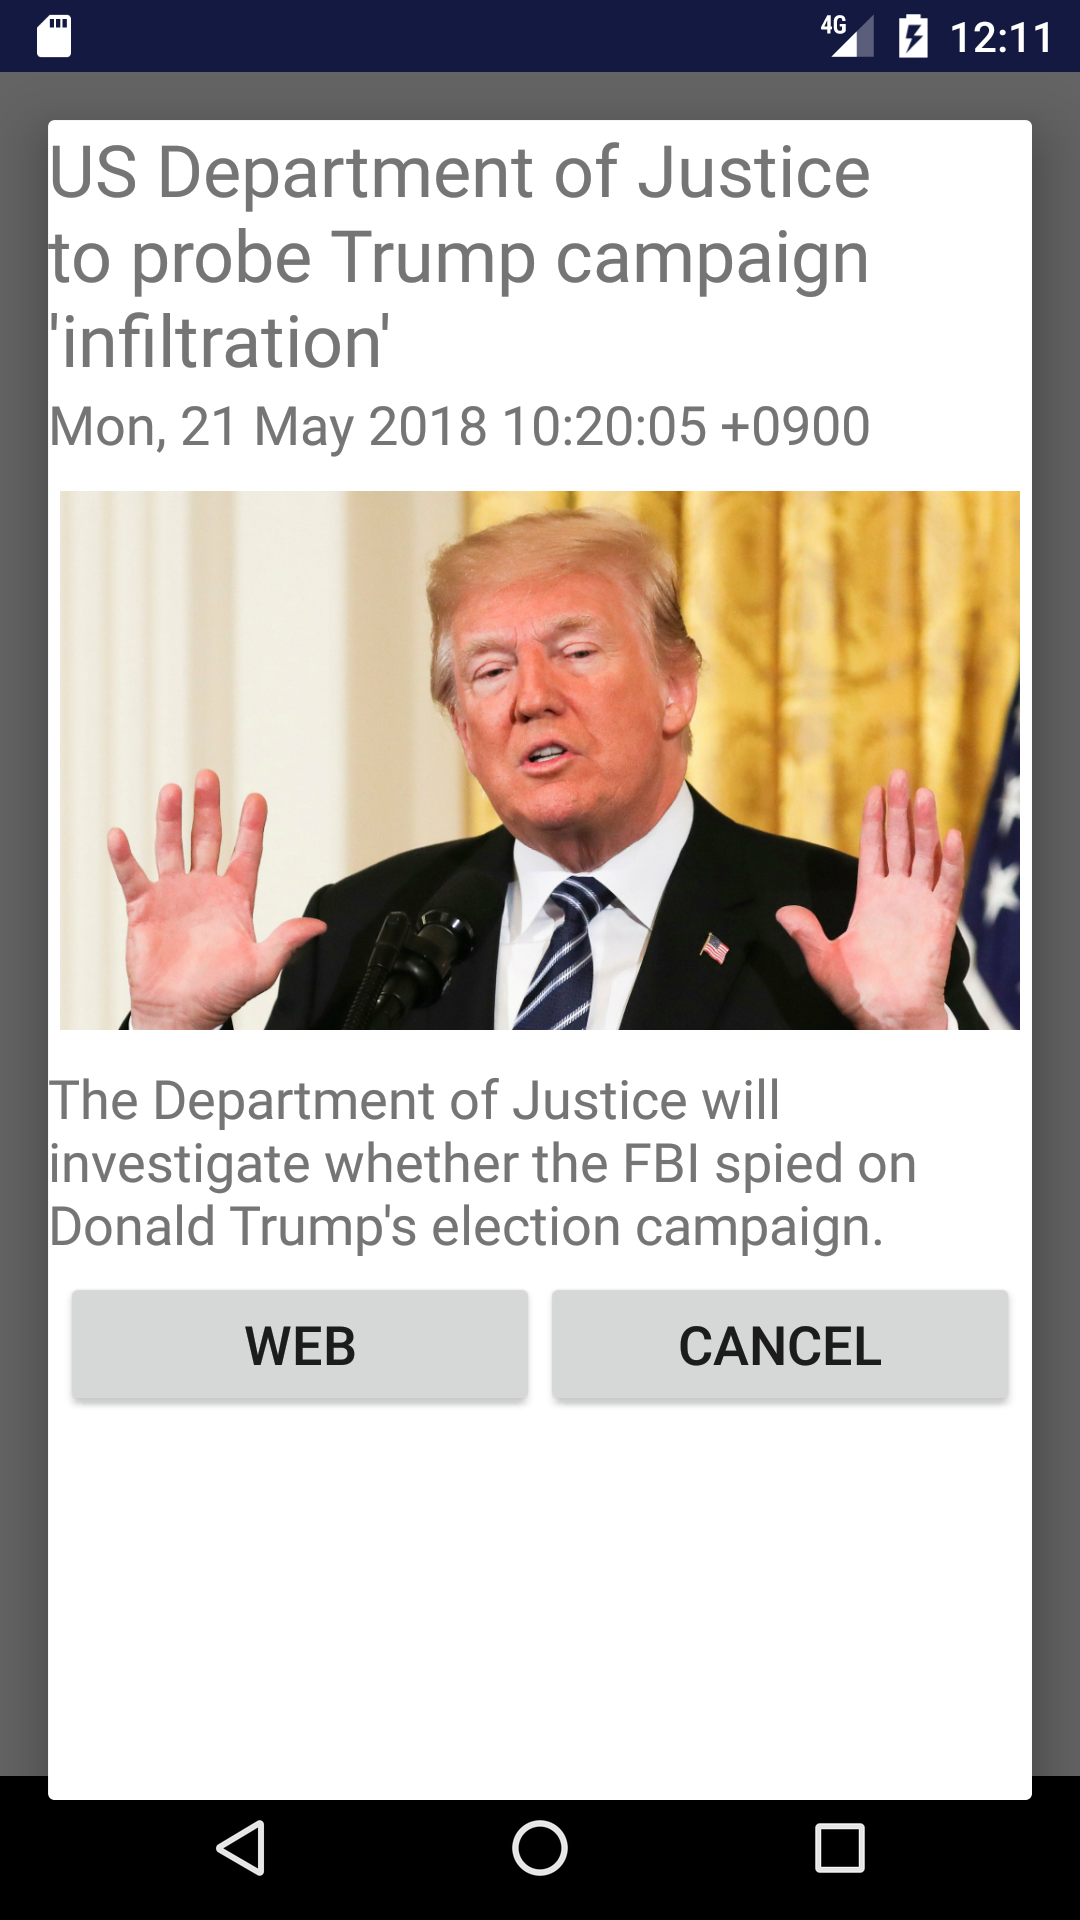 4G 12:11
US Department of Justice
to probe Trump campaign
'infiltration'
Mon, 21 May 2018 10:20:05 +0900
The Department of Justice will
investigate whether the FBI spied on
Donald Trump's election campaign.
WEB CANCEL